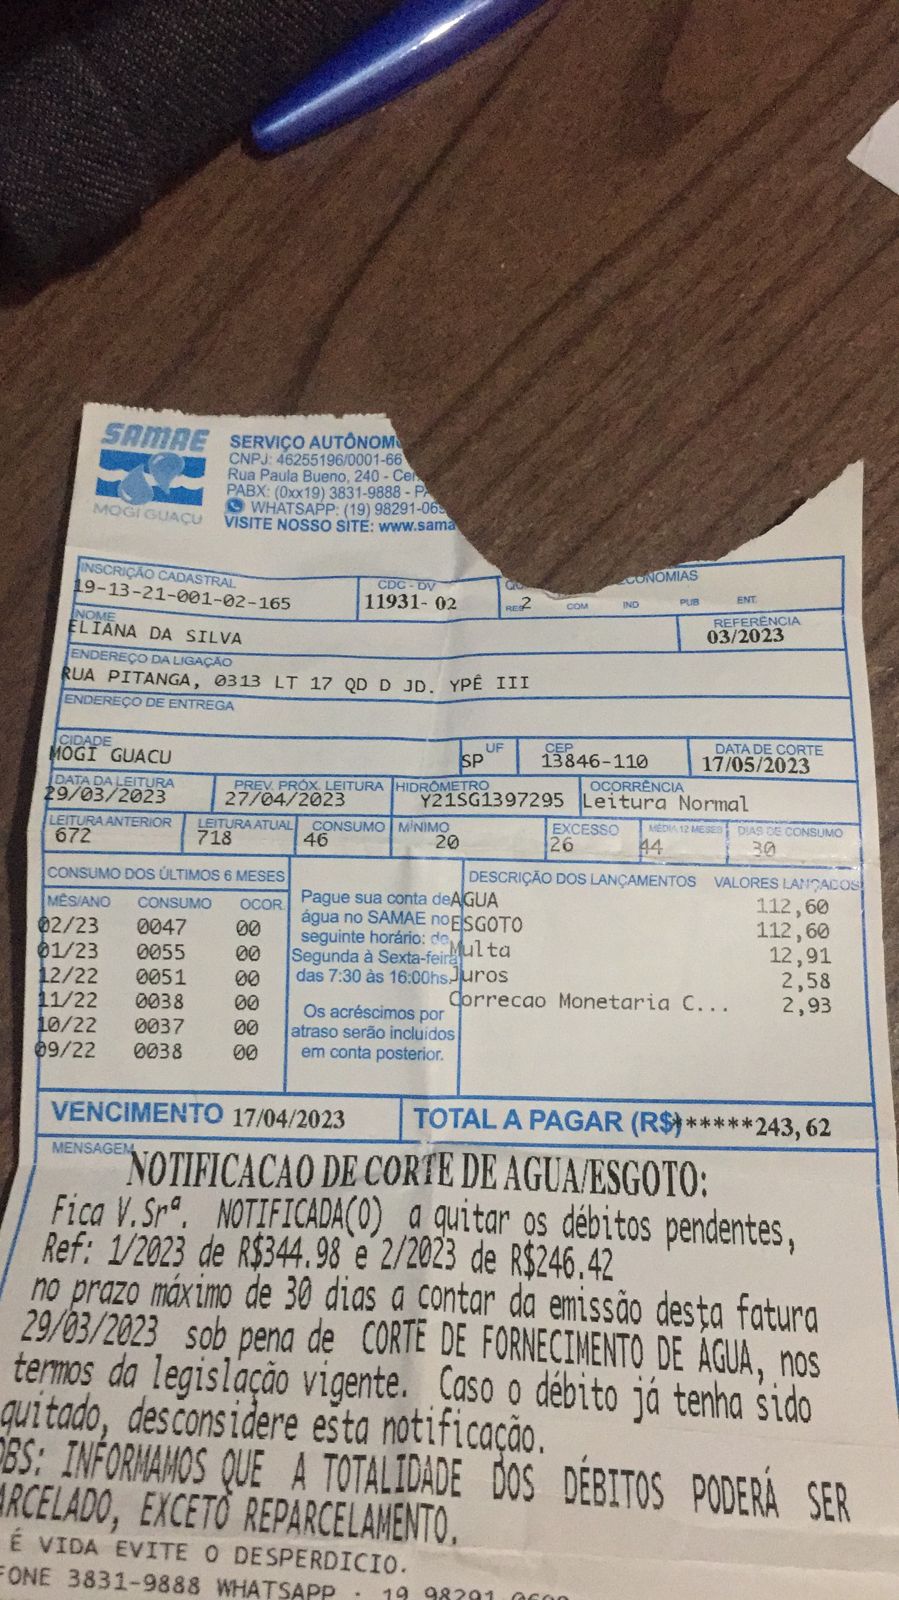 SAMAE
MOGI GUAÇU
SERVIÇO AUTÔNOM
CNPJ: 46255196/0001-66
Rua Paula Bueno, 240 -
PABX: (0xx19) 3831-9888 -
WHATSAPP: (19) 98291-06
VISITE NOSSO SITE: www.sama
INSCRIÇÃO CADASTRAL CDC - DV ECONOMIAS
19-13-21-001-02-165 11931- 02 RES 2 COM IND PUB ENT.
NOME REFERÊNCIA
ELIANA DA SILVA 03/2023
ENDEREÇO DA LIGAÇÃO
RUA PITANGA, 0313 LT 17 QD D JD. YPÊ III
ENDEREÇO DE ENTREGA
CIDADE UF CEP DATA DE CORTE
MOGI GUACU SP 13846-110 17/05/2023
DATA DA LEITURA PREV. PRÓX. LEITURA HIDRÔMETRO OCORRÊNCIA
29/03/2023 27/04/2023 Y21SG1397295 Leitura Normal
LEITURA ANTERIOR LEITURA ATUAL CONSUMO MÍNIMO EXCESSO MÉDIA 12 MESES DIAS DE CONSUMO
672 718 46 20 26 44 30
CONSUMO DOS ÚLTIMOS 6 MESES
MÊS/ANO CONSUMO OCOR.
02/23 0047 00
01/23 0055 00
12/22 0051 00
11/22 0038 00
10/22 0037 00
09/22 0038 00
Pague sua conta de
água no SAMAE no
seguinte horário: de
Segunda à Sexta-feira
das 7:30 às 16:00hs.
Os acréscimos por
atraso serão incluídos
em conta posterior.
DESCRIÇÃO DOS LANÇAMENTOS VALORES LANÇADOS
AGUA 112,60
ESGOTO 112,60
Multa 12,91
Juros 2,58
Correcao Monetaria C... 2,93
VENCIMENTO 17/04/2023 TOTAL A PAGAR (R$)*****243,62
MENSAGEM
NOTIFICACAO DE CORTE DE AGUA/ESGOTO:
Fica V.Srª. NOTIFICADA(O) a quitar os débitos pendentes,
Ref: 1/2023 de R$344.98 e 2/2023 de R$246.42
no prazo máximo de 30 dias a contar da emissão desta fatura
29/03/2023 sob pena de CORTE DE FORNECIMENTO DE ÁGUA, nos
termos da legislação vigente. Caso o débito já tenha sido
quitado, desconsidere esta notificação.
OBS: INFORMAMOS QUE A TOTALIDADE DOS DÉBITOS PODERÁ SER
ARCELADO, EXCETO REPARCELAMENTO.
É VIDA EVITE O DESPERDICIO.
FONE 3831-9888 WHATSAPP · 19 98291-0600